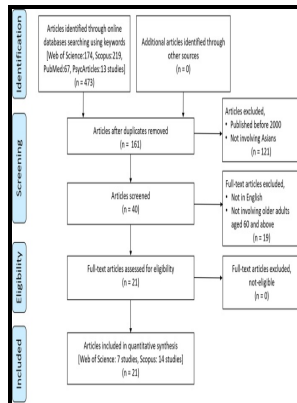 Identification
Articles identified through online
databases searching using keywords
[Web of Science:174, Scopus:219,
PubMed:67, PsycArticles:13 studies]
(n = 473)
Additional articles identified through
other sources
(n = 0)
Screening
Articles after duplicates removed
(n = 161)
Articles excluded,
• Published before 2000
• Not involving Asians
(n = 121)
Articles screened
(n = 40)
Full-text articles excluded,
• Not in English
• Not involving older adults
aged 60 and above
(n = 19)
Eligibility
Full-text articles assessed for eligibility
(n = 21)
Full-text articles excluded,
not-eligible
(n = 0)
Included
Articles included in quantitative synthesis
[Web of Science: 7 studies, Scopus: 14 studies]
(n = 21)